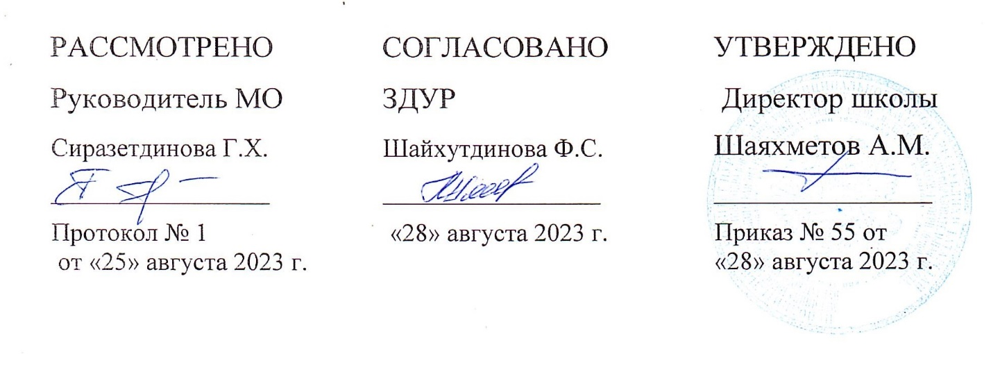 РАССМОТРЕНО
Руководитель МО
Сиразетдинова Г.Х.
Протокол № 1
от «25» августа 2023 г.
СОГЛАСОВАНО
ЗДУР
Шайхутдинова Ф.С.
«28» августа 2023 г.
УТВЕРЖДЕНО
Директор школы
Шаяхметов А.М.
Приказ № 55 от
«28» августа 2023 г.